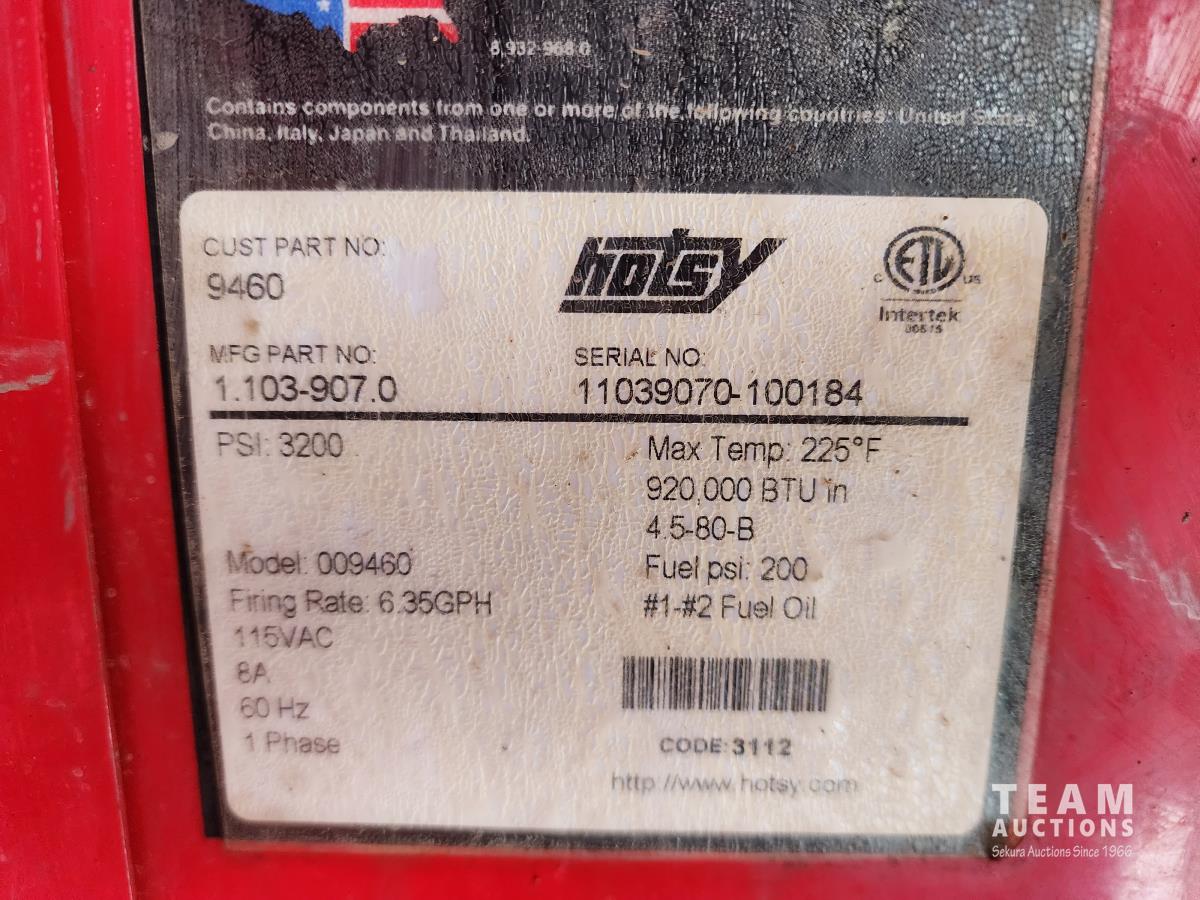 8.932-968.0
Contains components from one or more of the following countries: United States,
China, Italy, Japan and Thailand.
CUST PART NO:
9460
hotsy
ETL
C US
Intertek
MFG PART NO:
1.103-907.0
SERIAL NO:
11039070-100184
PSI: 3200
Max Temp: 225°F
920,000 BTU in
4.5-80-B
Model: 009460
Fuel psi: 200
Firing Rate: 6.35GPH
#1-#2 Fuel Oil
115VAC
8A
60 Hz
1 Phase
CODE:3112
http://www.hotsy.com
TEAM
AUCTIONS
Sekura Auctions Since 1966